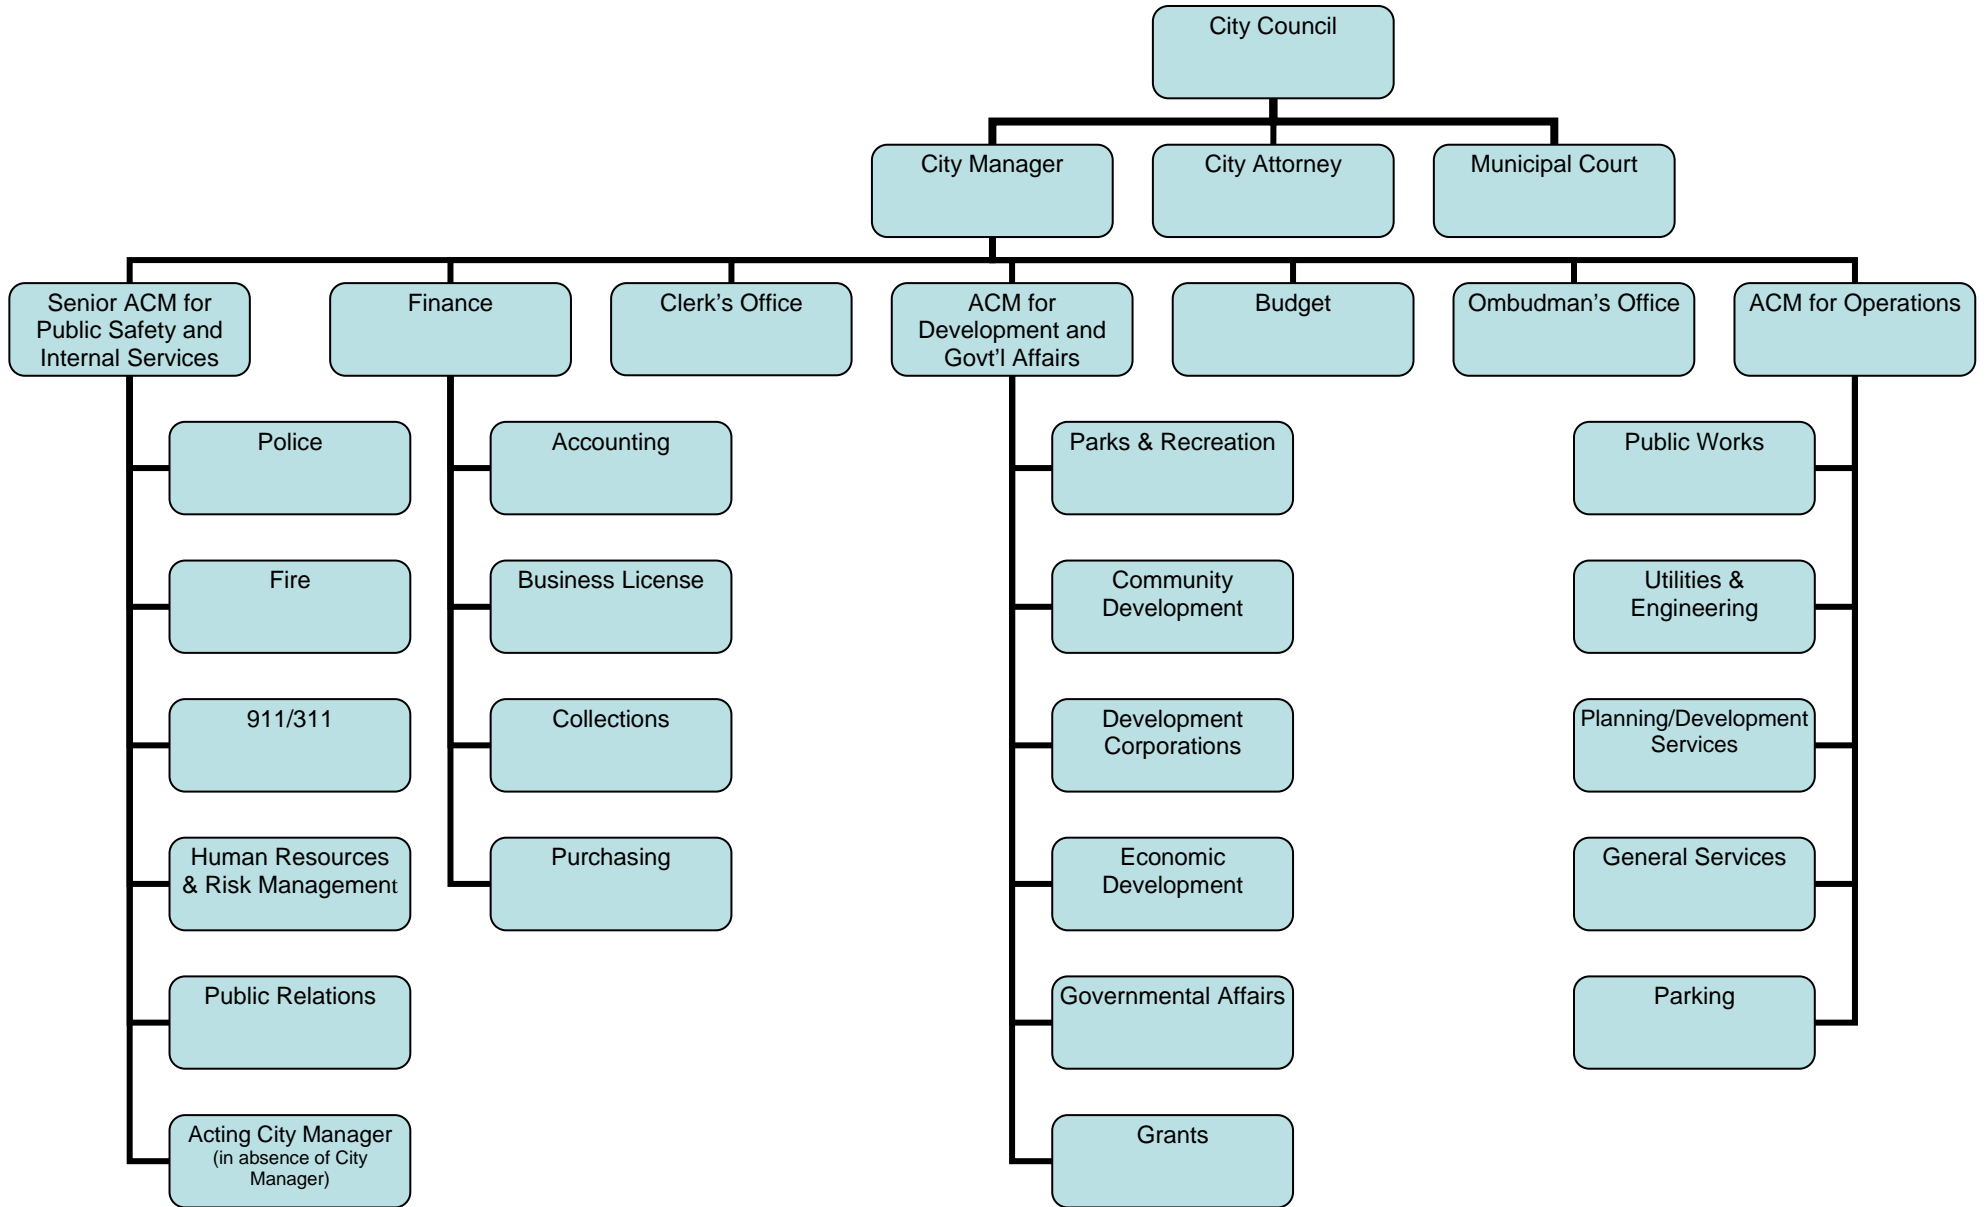 City Council
City Manager
City Attorney
Municipal Court
Senior ACM for
Public Safety and
Internal Services
Finance
Clerk’s Office
ACM for
Development and
Govt’l Affairs
Budget
Ombudman’s Office
ACM for Operations
Police
Accounting
Parks & Recreation
Public Works
Fire
Business License
Community
Development
Utilities &
Engineering
911/311
Collections
Development
Corporations
Planning/Development
Services
Human Resources
& Risk Management
Purchasing
Economic
Development
General Services
Public Relations
Governmental Affairs
Parking
Acting City Manager
(in absence of City
Manager)
Grants